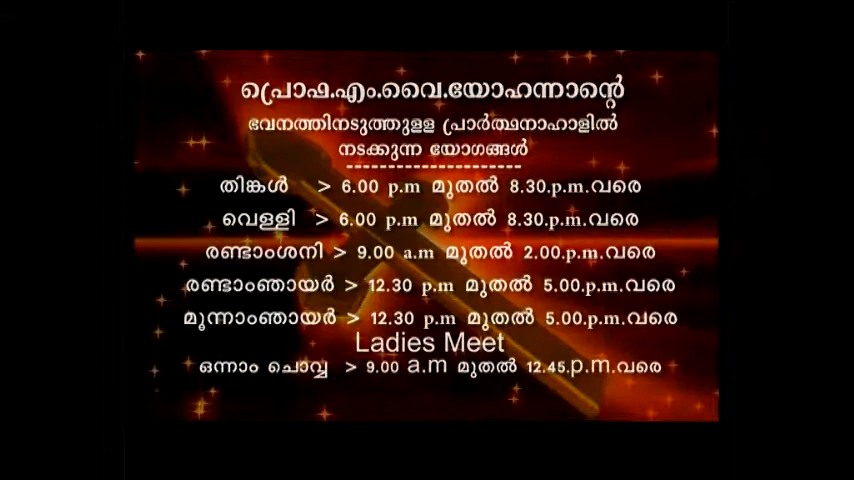 പ്രൊഫ.എം.വൈ.യോഹന്നാന്റെ
ഭവനത്തിനടുത്തുളള പ്രാർത്ഥനാഹാളിൽ
നടക്കുന്ന യോഗങ്ങൾ
--------------------
തിങ്കൾ > 6.00 p.m മുതൽ 8.30.p.m.വരെ
വെള്ളി > 6.00 p.m മുതൽ 8.30.p.m.വരെ
രണ്ടാംശനി > 9.00 a.m മുതൽ 2.00.p.m.വരെ
രണ്ടാംഞായർ > 12.30 p.m മുതൽ 5.00.p.m.വരെ
മൂന്നാംഞായർ > 12.30 p.m മുതൽ 5.00.p.m.വരെ
Ladies Meet
ഒന്നാം ചൊവ്വ > 9.00 a.m മുതൽ 12.45.p.m.വരെ